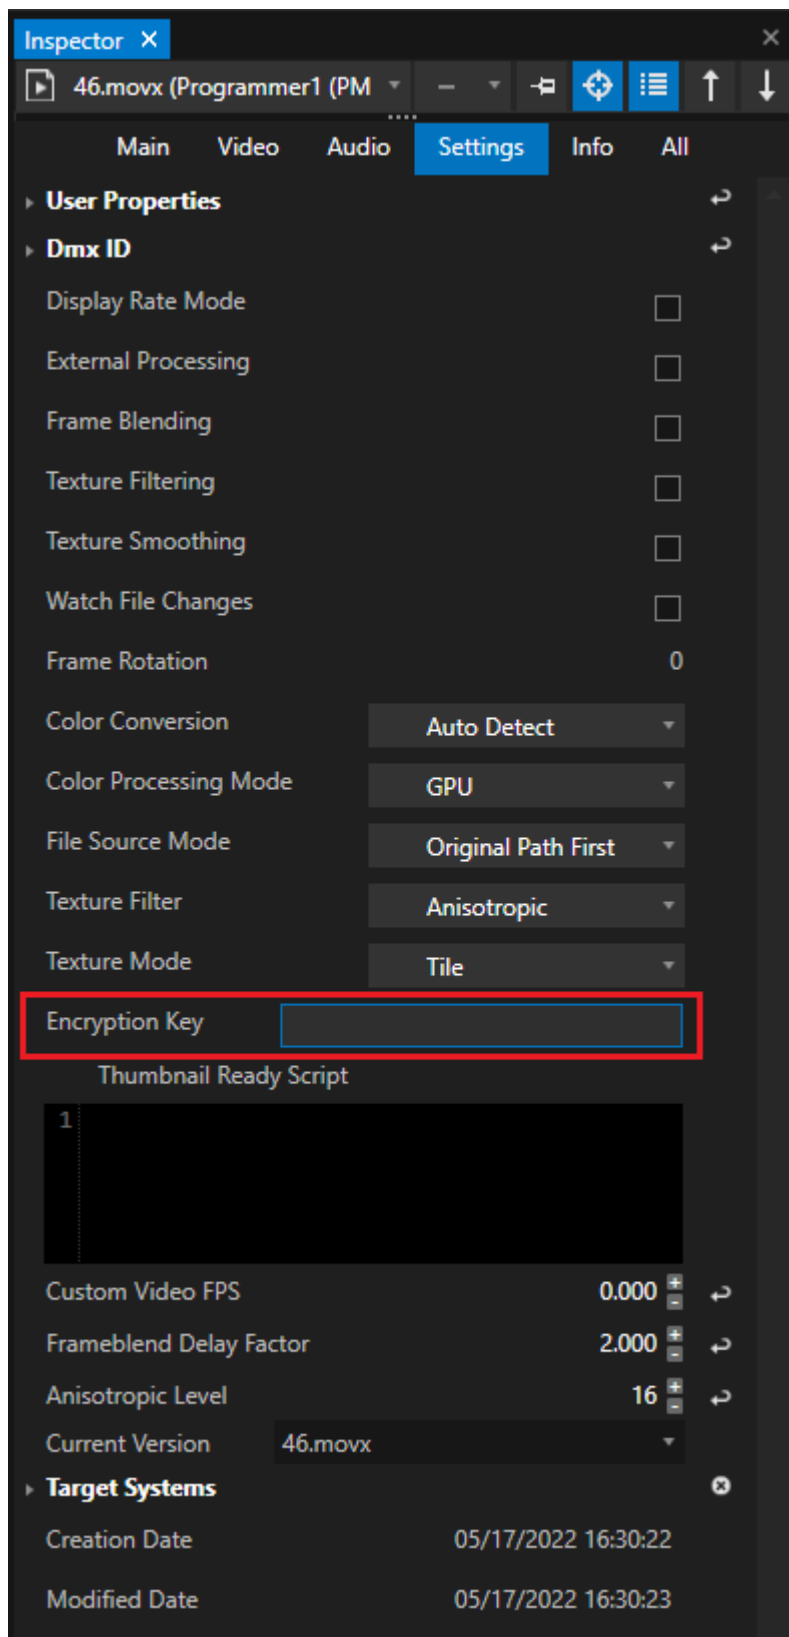 Inspector
46.movx (Programmer1 (PM
Main Video Audio Settings Info All
User Properties
Dmx ID
Display Rate Mode
External Processing
Frame Blending
Texture Filtering
Texture Smoothing
Watch File Changes
Frame Rotation 0
Color Conversion Auto Detect
Color Processing Mode GPU
File Source Mode Original Path First
Texture Filter Anisotropic
Texture Mode Tile
Encryption Key
Thumbnail Ready Script
1
Custom Video FPS 0.000
Frameblend Delay Factor 2.000
Anisotropic Level 16
Current Version 46.movx
Target Systems
Creation Date 05/17/2022 16:30:22
Modified Date 05/17/2022 16:30:23